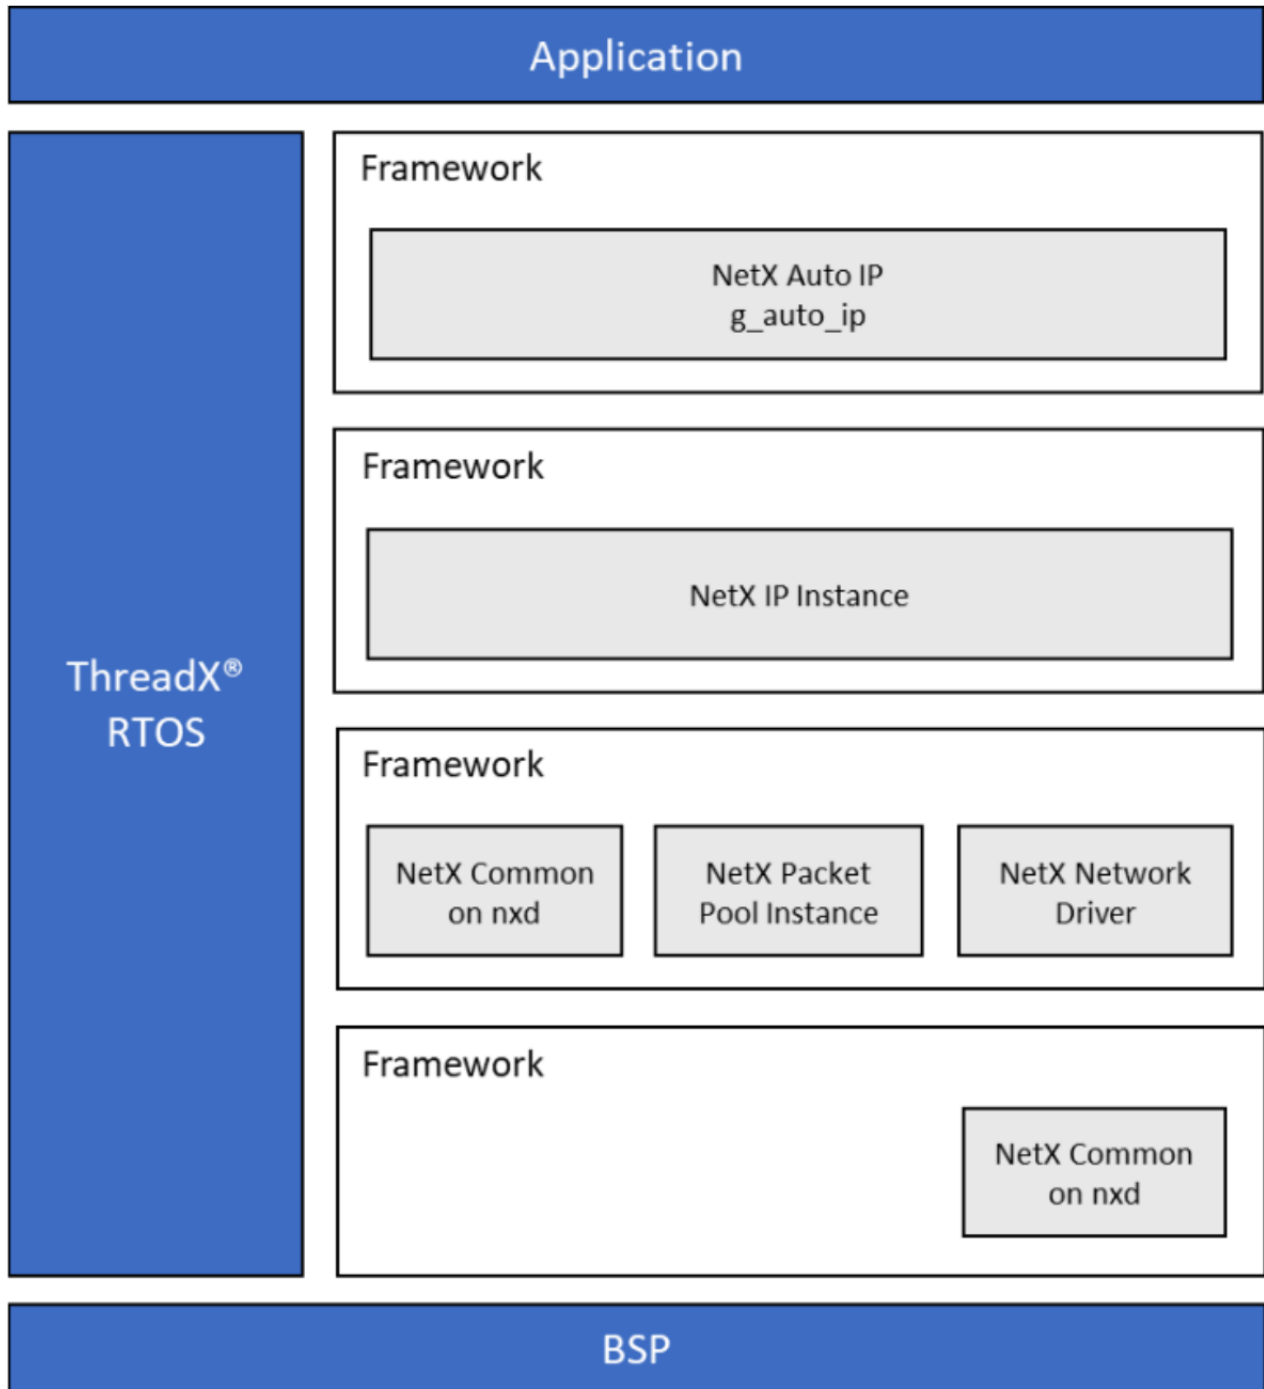 Application
Framework
NetX Auto IP
g_auto_ip
Framework
NetX IP Instance
ThreadX®
RTOS
Framework
NetX Common
on nxd
NetX Packet
Pool Instance
NetX Network
Driver
Framework
NetX Common
on nxd
BSP